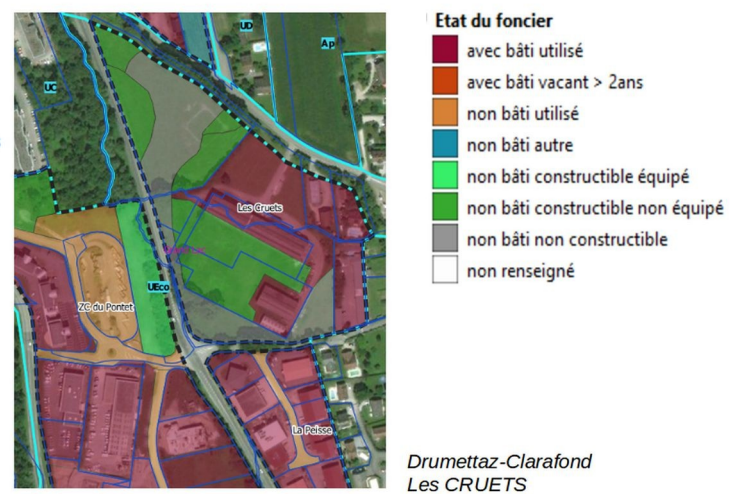 UD
Ap
UC
Les Cruets
UEco
ZC du Pontet
La Peisse
Etat du foncier
avec bâti utilisé
avec bâti vacant > 2ans
non bâti utilisé
non bâti autre
non bâti constructible équipé
non bâti constructible non équipé
non bâti non constructible
non renseigné
Drumettaz-Clarafond
Les CRUETS